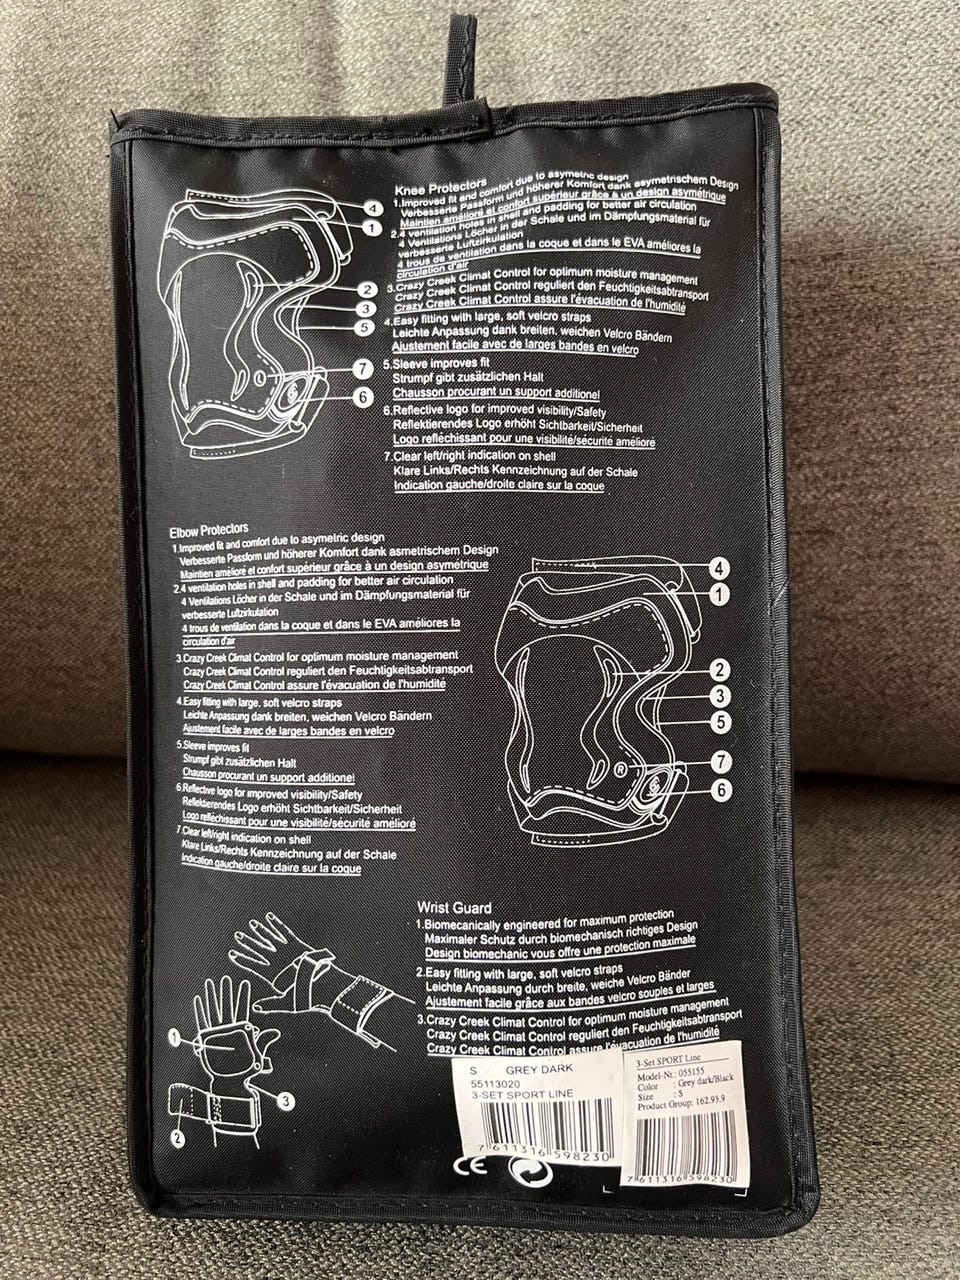 Knee Protectors
1.Improved fit and comfort due to asymetric design
Verbesserte Passform und höherer Komfort dank asymetrischem Design
Maintien amélioré et confort supérieur grâce à un design asymétrique
2.4 ventilation holes in shell and padding for better air circulation
4 Ventilations Löcher in der Schale und im Dämpfungsmaterial für
verbesserte Luftzirkulation
4 trous de ventilation dans la coque et dans le EVA améliores la
circulation d'air
3.Crazy Creek Climat Control for optimum moisture management
Crazy Creek Climat Control reguliert den Feuchtigkeitsabtransport
Crazy Creek Climat Control assure l'évacuation de l'humidité
4.Easy fitting with large, soft velcro straps
Leichte Anpassung dank breiten, weichen Velcro Bändern
Ajustement facile avec de larges bandes en velcro
5.Sleeve improves fit
Strumpf gibt zusätzlichen Halt
Chausson procurant un support additionel
6.Reflective logo for improved visibility/Safety
Reflektierendes Logo erhöht Sichtbarkeit/Sicherheit
Logo refléchissant pour une visibilité/sécurité amélioré
7.Clear left/right indication on shell
Klare Links/Rechts Kennzeichnung auf der Schale
Indication gauche/droite claire sur la coque
4
1
2
3
5
7
6
L
Elbow Protectors
1.Improved fit and comfort due to asymetric design
Verbesserte Passform und höherer Komfort dank asmetrischem Design
Maintien amélioré et confort supérieur grâce à un design asymétrique
2.4 ventilation holes in shell and padding for better air circulation
4 Ventilations Löcher in der Schale und im Dämpfungsmaterial für
verbesserte Luftzirkulation
4 trous de ventilation dans la coque et dans le EVA améliores la
circulation d'air
3.Crazy Creek Climat Control for optimum moisture management
Crazy Creek Climat Control reguliert den Feuchtigkeitsabtransport
Crazy Creek Climat Control assure l'évacuation de l'humidité
4.Easy fitting with large, soft velcro straps
Leichte Anpassung dank breiten, weichen Velcro Bändern
Ajustement facile avec de larges bandes en velcro
5.Sleeve improves fit
Strumpf gibt zusätzlichen Halt
Chausson procurant un support additionel
6.Reflective logo for improved visibility/Safety
Reflektierendes Logo erhöht Sichtbarkeit/Sicherheit
Logo refléchissant pour une visibilité/sécurité amélioré
7.Clear left/right indication on shell
Klare Links/Rechts Kennzeichnung auf der Schale
Indication gauche/droite claire sur la coque
4
1
2
3
5
7
6
R
Wrist Guard
1.Biomecanically engineered for maximum protection
Maximaler Schutz durch biomechanisch richtiges Design
Design biomechanic vous offre une protection maximale
2.Easy fitting with large, soft velcro straps
Leichte Anpassung durch breite, weiche Velcro Bänder
Ajustement facile grâce aux bandes velcro souples et larges
3.Crazy Creek Climat Control for optimum moisture management
Crazy Creek Climat Control reguliert den Feuchtigkeitsabtransport
Crazy Creek Climat Control assure l'évacuation de l'humidité
1
3
2
S GREY DARK
55113020
3-SET SPORT LINE
7 611316 598230
3-Set SPORT Line
Model-Nr.: 055155
Color : Grey dark/Black
Size : S
Product Group: 162.93.9
7 611316 598230
CE